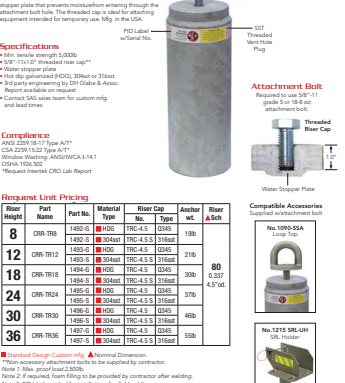 stopper plate that prevents moisture from entering through the
attachment bolt hole. The threaded cap is ideal for attaching
equipment intended for temporary use. Mfg. in the USA.
Specifications
• Min. tensile strength 5,000lb
• 5/8"-11x1.0" threaded riser cap**
• Water stopper plate
• Hot dip galvanized (HDG), 304sst or 316sst
• 3rd party engineering by DH Glabe & Assoc.
Report available on request
• Contact SAS sales team for custom mfg.
and lead times
Compliance
ANSI Z359.18-17 Type A/T*
CSA Z259.15-22 Type A/T*
Window Washing: ANSI/IWCA I-14.1
OSHA 1926.502
*Request Intertek CRO Lab Report
PID Label
w/Serial No.
SST
Threaded
Vent Hole
Plug
Attachment Bolt
Required to use 5/8"-11
grade 5 or 18-8 sst
attachment bolt.
Threaded
Riser Cap
1.0"
Water Stopper Plate
Request Unit Pricing
Riser Height Part Name Part No. Material Type Riser Cap No. Type Anchor wt. Riser ▲Sch
8 CRR-TR8 1492-G ■ HDG TRC-4.5 Q345 19lb
1492-S ■ 304sst TRC-4.5 S 316sst
12 CRR-TR12 1493-G ■ HDG TRC-4.5 Q345 21lb
1493-S ■ 304sst TRC-4.5 S 316sst
18 CRR-TR18 1494-G ■ HDG TRC-4.5 Q345 30lb
1494-S ■ 304sst TRC-4.5 S 316sst
24 CRR-TR24 1495-G ■ HDG TRC-4.5 Q345 37lb
1495-S ■ 304sst TRC-4.5 S 316sst
30 CRR-TR30 1496-G ■ HDG TRC-4.5 Q345 46lb
1496-S ■ 304sst TRC-4.5 S 316sst
36 CRR-TR36 1497-G ■ HDG TRC-4.5 Q345 55lb
1497-S ■ 304sst TRC-4.5 S 316sst
80
0.337
4.5"od.
■ Standard Design Custom mfg. ▲ Nominal Dimension.
**Non-accessory attachment bolts to be supplied by contractor.
Note 1: Max. proof load 2,500lb.
Note 2: If required, foam filling to be provided by contractor after welding.
Compatible Accessories
Supplied w/attachment bolt
No.1090-SSA
Loop Top
No.1215 SRL-UH
SRL Holder